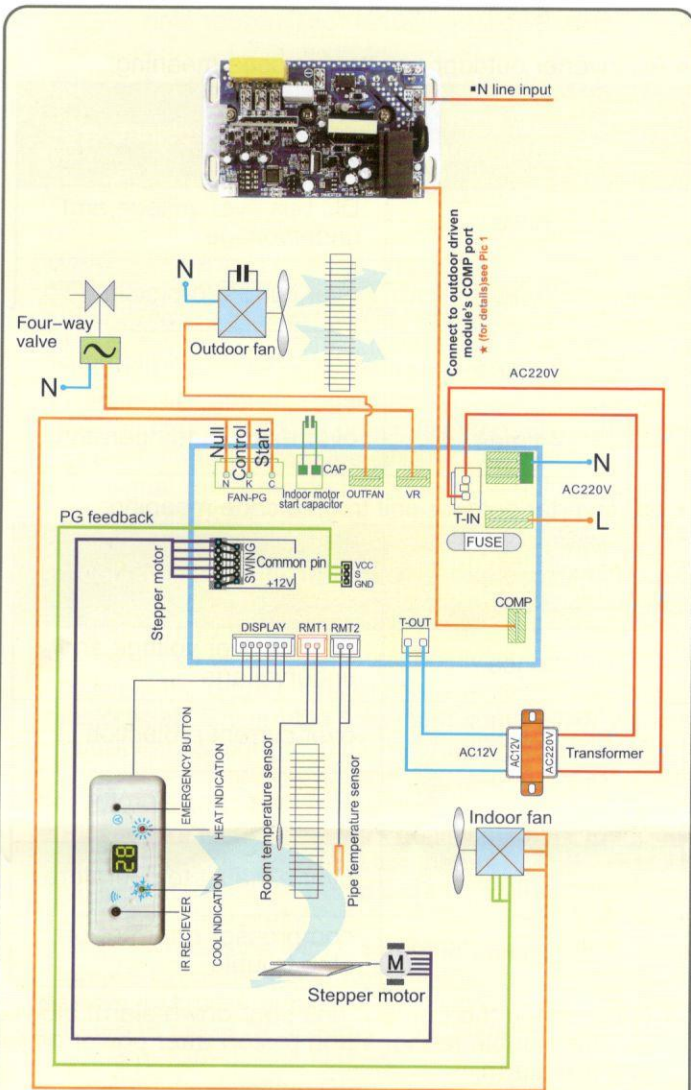 ▪N line input
Connect to outdoor driven
module's COMP port
★ (for details)see Pic 1
N
Outdoor fan
Four-way
valve
N
AC220V
Null
Control
Start
N K C
FAN-PG
CAP
Indoor motor
start capacitor
OUTFAN
VR
T-IN
N
AC220V
L
FUSE
PG feedback
Stepper motor
SWING
Common pin
+12V
VCC
S
GND
COMP
DISPLAY
RMT1
RMT2
T-OUT
AC12V
AC12V
AC220V
Transformer
EMERGENCY BUTTON
HEAT INDICATION
28
IR RECIEVER
COOL INDICATION
Room temperature sensor
Pipe temperature sensor
Indoor fan
M
Stepper motor